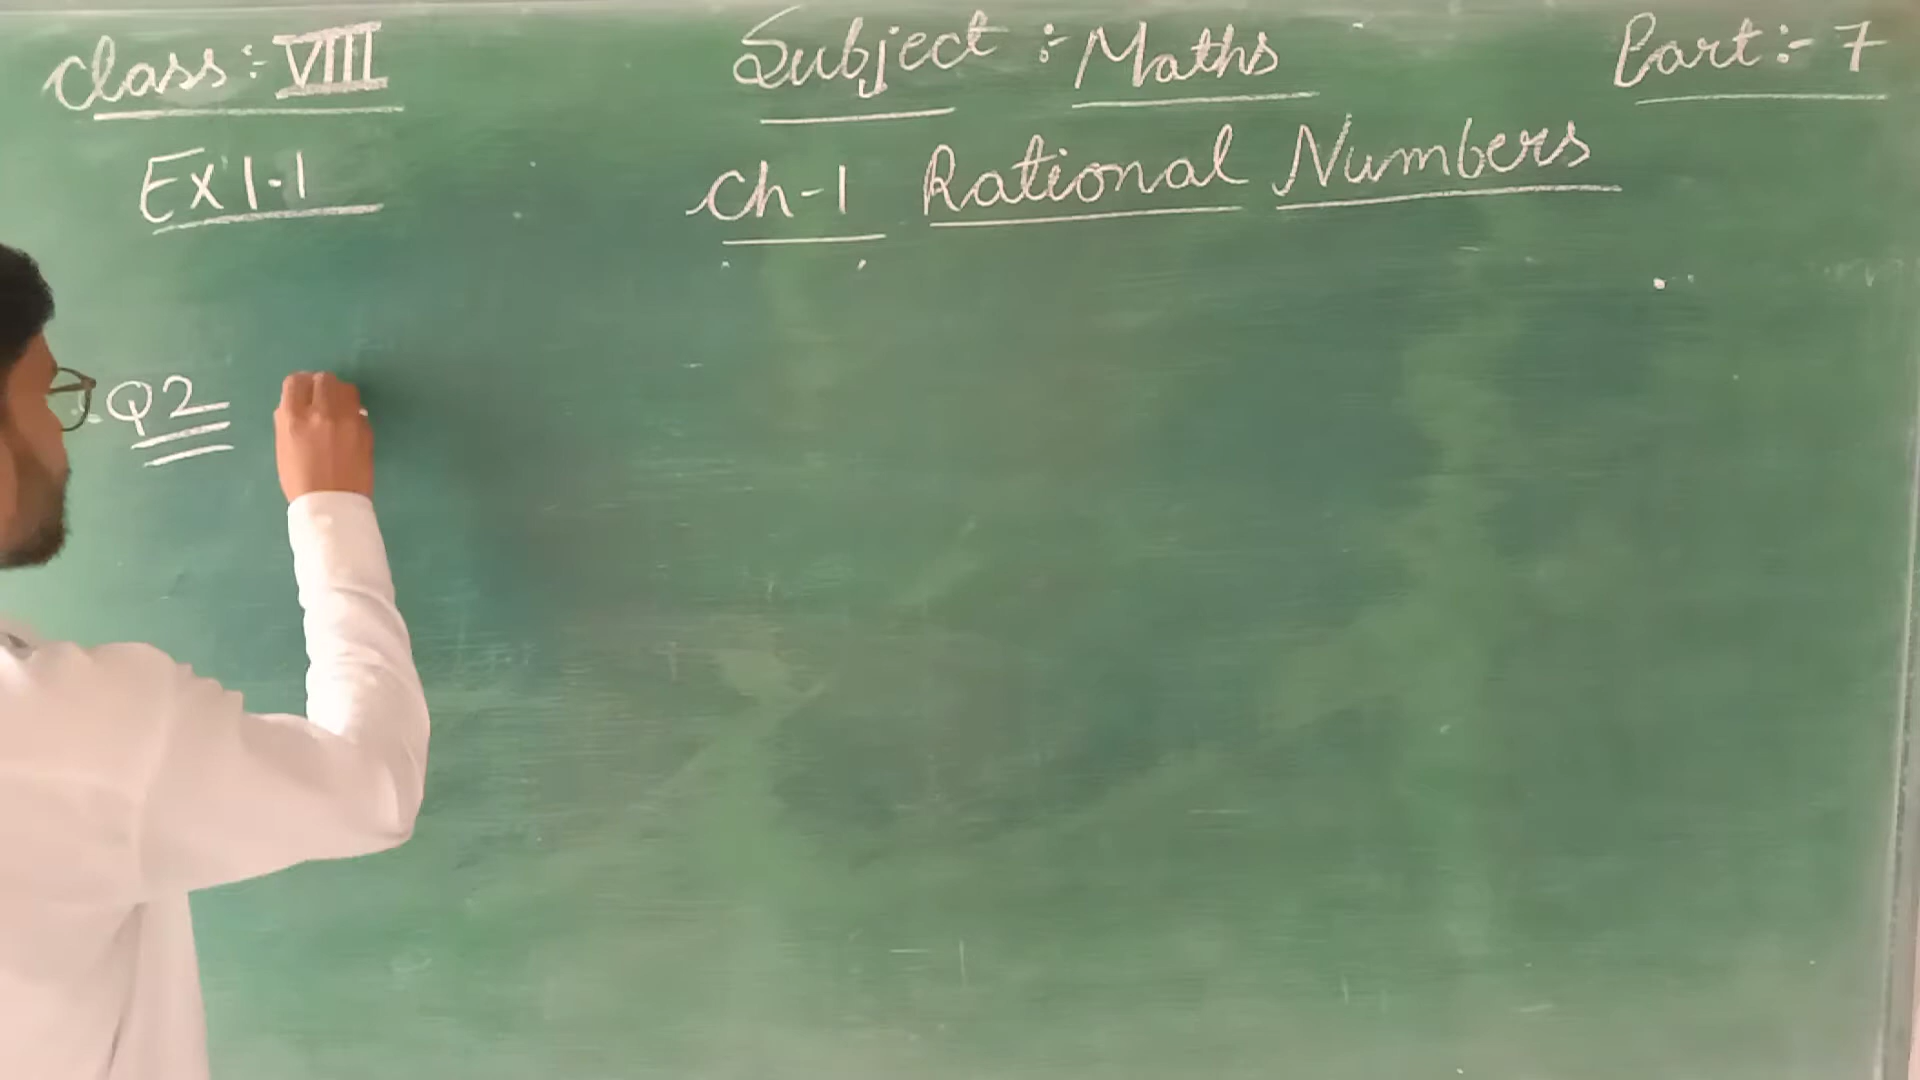 Class:- VIII Subject:- Maths Part:- 7
Ex 1.1 Ch-1 Rational Numbers
Q2